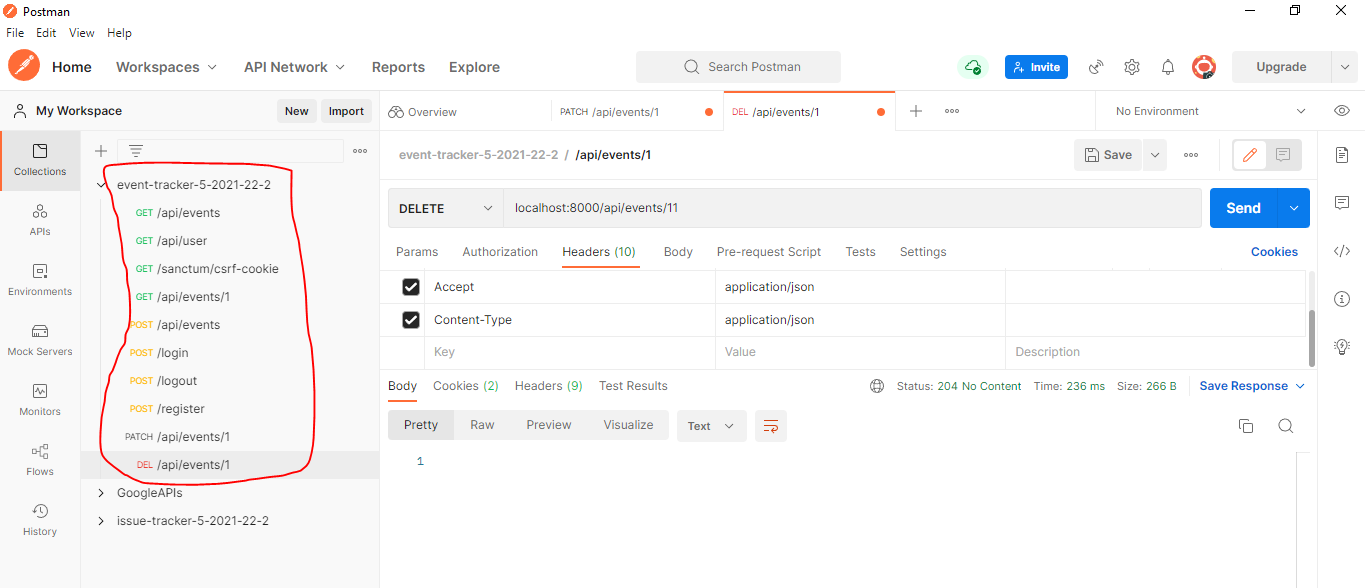 Postman
File Edit View Help
Home Workspaces API Network Reports Explore Search Postman Invite Upgrade
My Workspace New Import
Overview PATCH /api/events/1 DEL /api/events/1 No Environment
Collections
APIs
Environments
Mock Servers
Monitors
Flows
History
event-tracker-5-2021-22-2
GET /api/events
GET /api/user
GET /sanctum/csrf-cookie
GET /api/events/1
POST /api/events
POST /login
POST /logout
POST /register
PATCH /api/events/1
DEL /api/events/1
GoogleAPIs
issue-tracker-5-2021-22-2
event-tracker-5-2021-22-2 / /api/events/1 Save
DELETE localhost:8000/api/events/11 Send
Params Authorization Headers (10) Body Pre-request Script Tests Settings Cookies
Accept application/json
Content-Type application/json
Key Value Description
Body Cookies (2) Headers (9) Test Results Status: 204 No Content Time: 236 ms Size: 266 B Save Response
Pretty Raw Preview Visualize Text
1